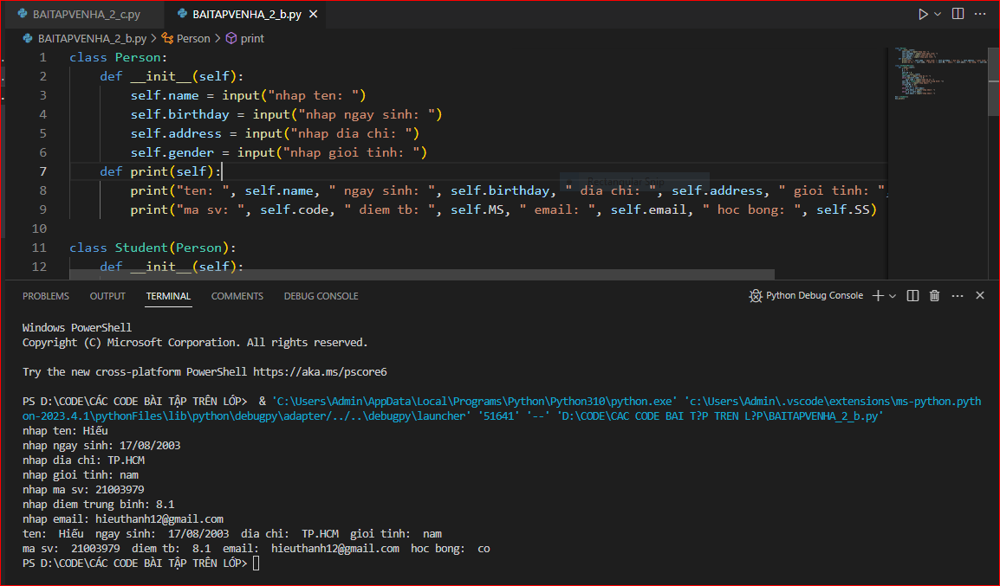 BAITAPVENHA_2_c.py BAITAPVENHA_2_b.py
BAITAPVENHA_2_b.py > Person > print
1 class Person:
2 def __init__(self):
3 self.name = input("nhap ten: ")
4 self.birthday = input("nhap ngay sinh: ")
5 self.address = input("nhap dia chi: ")
6 self.gender = input("nhap gioi tinh: ")
7 def print(self):
8 print("ten: ", self.name, " ngay sinh: ", self.birthday, " dia chi: ", self.address, " gioi tinh: ",
9 print("ma sv: ", self.code, " diem tb: ", self.MS, " email: ", self.email, " hoc bong: ", self.SS)
10
11 class Student(Person):
12 def __init__(self):
PROBLEMS OUTPUT TERMINAL COMMENTS DEBUG CONSOLE Python Debug Console
Windows PowerShell
Copyright (C) Microsoft Corporation. All rights reserved.
Try the new cross-platform PowerShell https://aka.ms/pscore6
PS D:\CODE\CÁC CODE BÀI TẬP TRÊN LỚP> & 'C:\Users\Admin\AppData\Local\Programs\Python\Python310\python.exe' 'c:\Users\Admin\.vscode\extensions\ms-python.pyth
on-2023.4.1\pythonFiles\lib\python\debugpy\adapter/../..\debugpy\launcher' '51641' '--' 'D:\CODE\CAC CODE BAI T?P TREN L?P\BAITAPVENHA_2_b.py'
nhap ten: Hiếu
nhap ngay sinh: 17/08/2003
nhap dia chi: TP.HCM
nhap gioi tinh: nam
nhap ma sv: 21003979
nhap diem trung binh: 8.1
nhap email: hieuthanh12@gmail.com
ten:  Hiếu  ngay sinh:  17/08/2003  dia chi:  TP.HCM  gioi tinh:  nam
ma sv:  21003979  diem tb:  8.1  email:  hieuthanh12@gmail.com  hoc bong:  co
PS D:\CODE\CÁC CODE BÀI TẬP TRÊN LỚP>